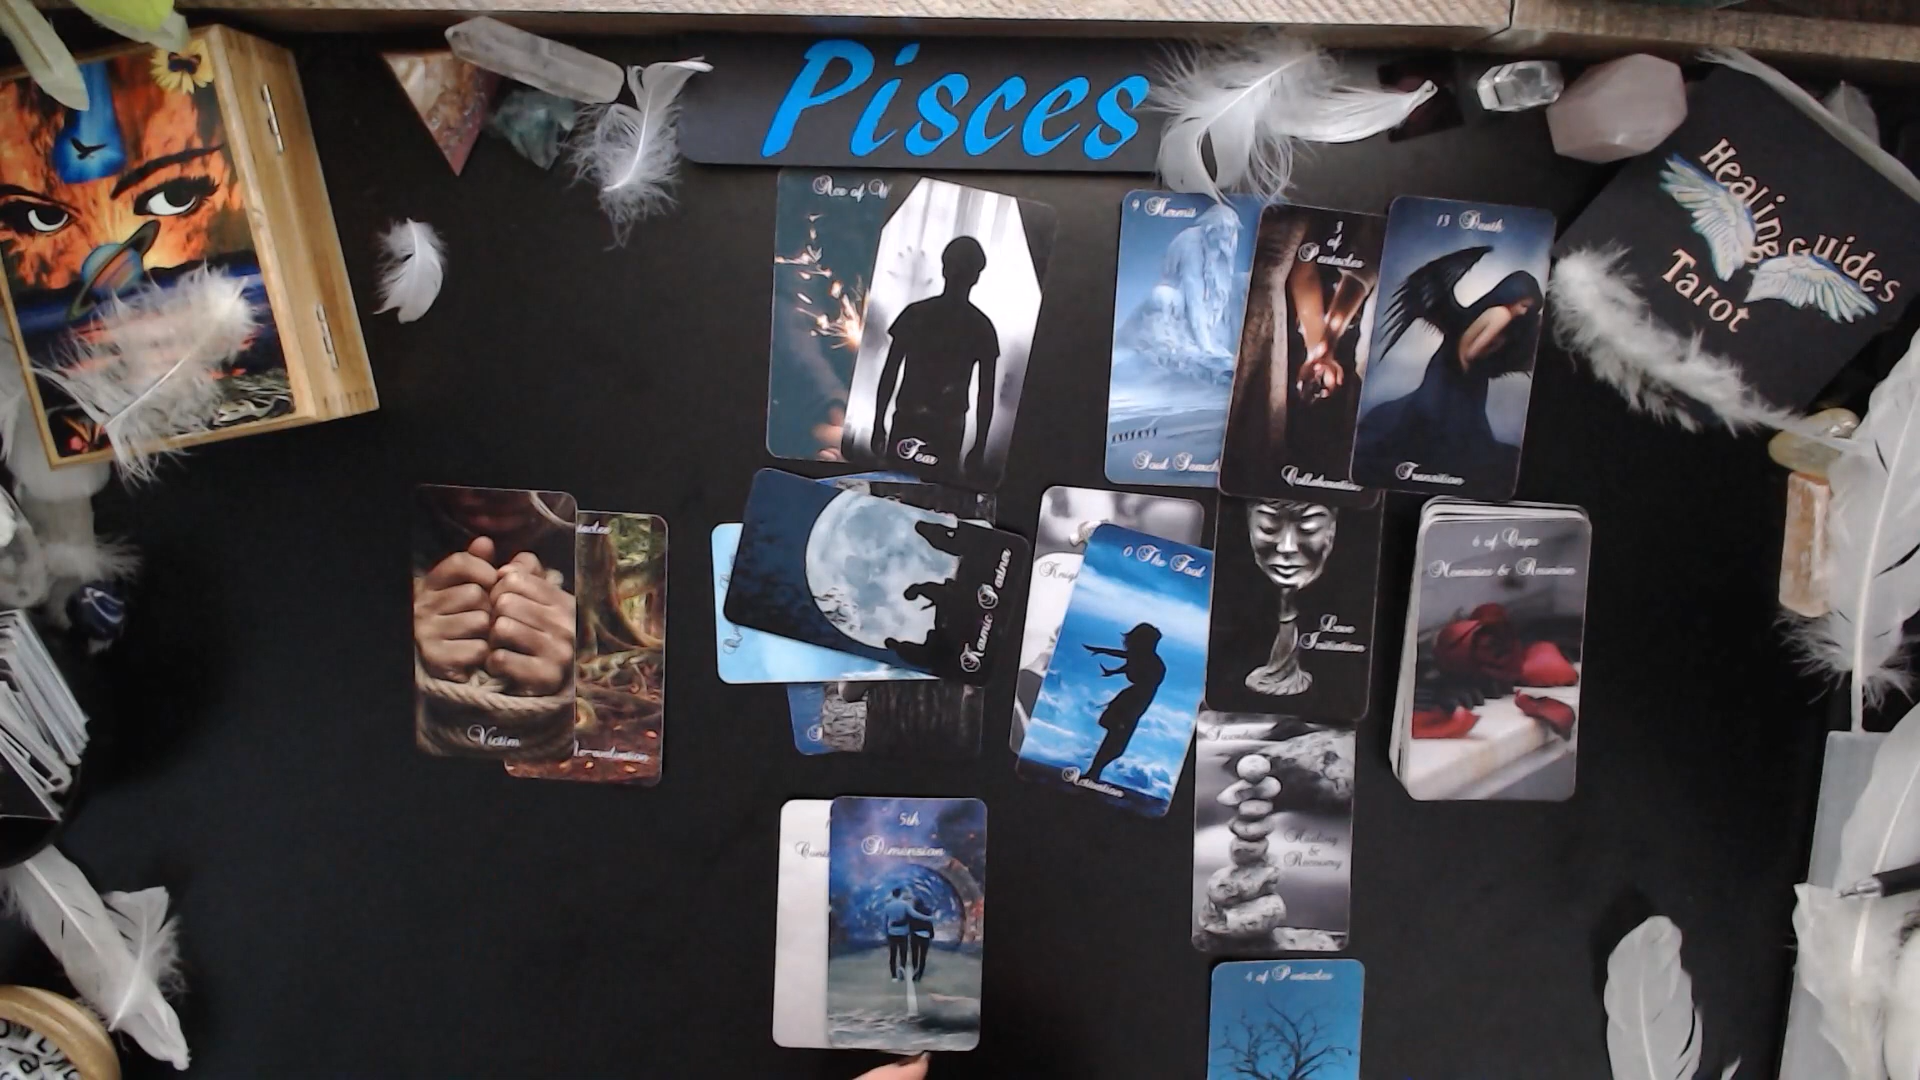 Pisces
Healing guides
Tarot
Ace of W
Fear
9 Hermit
Soul Search
3
of
Pentacles
Collaboration
13 Death
Transition
Victim
Karmic Partner
Knigh
0 The Fool
Activation
Love
Initiation
6 of Cups
Memories & Reunion
5th
Dimension
Healing
&
Recovery
4 of Pentacles